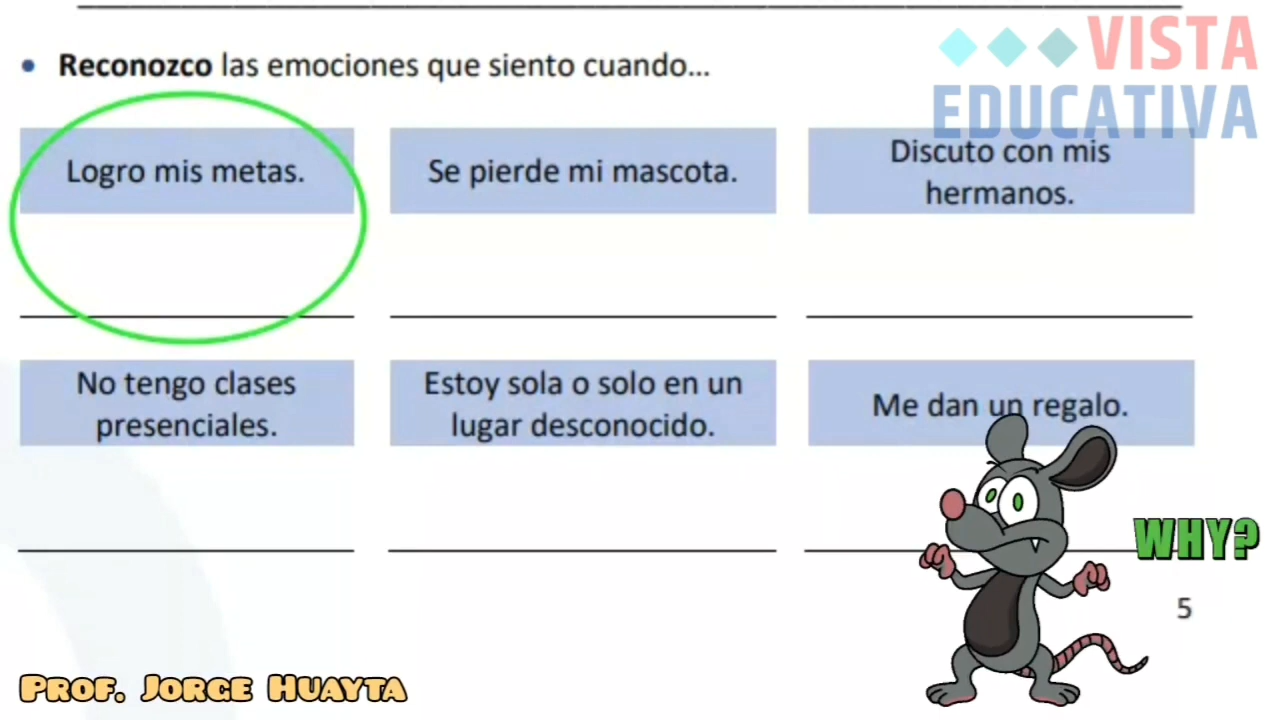 VISTA
EDUCATIVA
• Reconozco las emociones que siento cuando...
Logro mis metas.
Se pierde mi mascota.
Discuto con mis
hermanos.
No tengo clases
presenciales.
Estoy sola o solo en un
lugar desconocido.
Me dan un regalo.
WHY?
5
PROF. JORGE HUAYTA